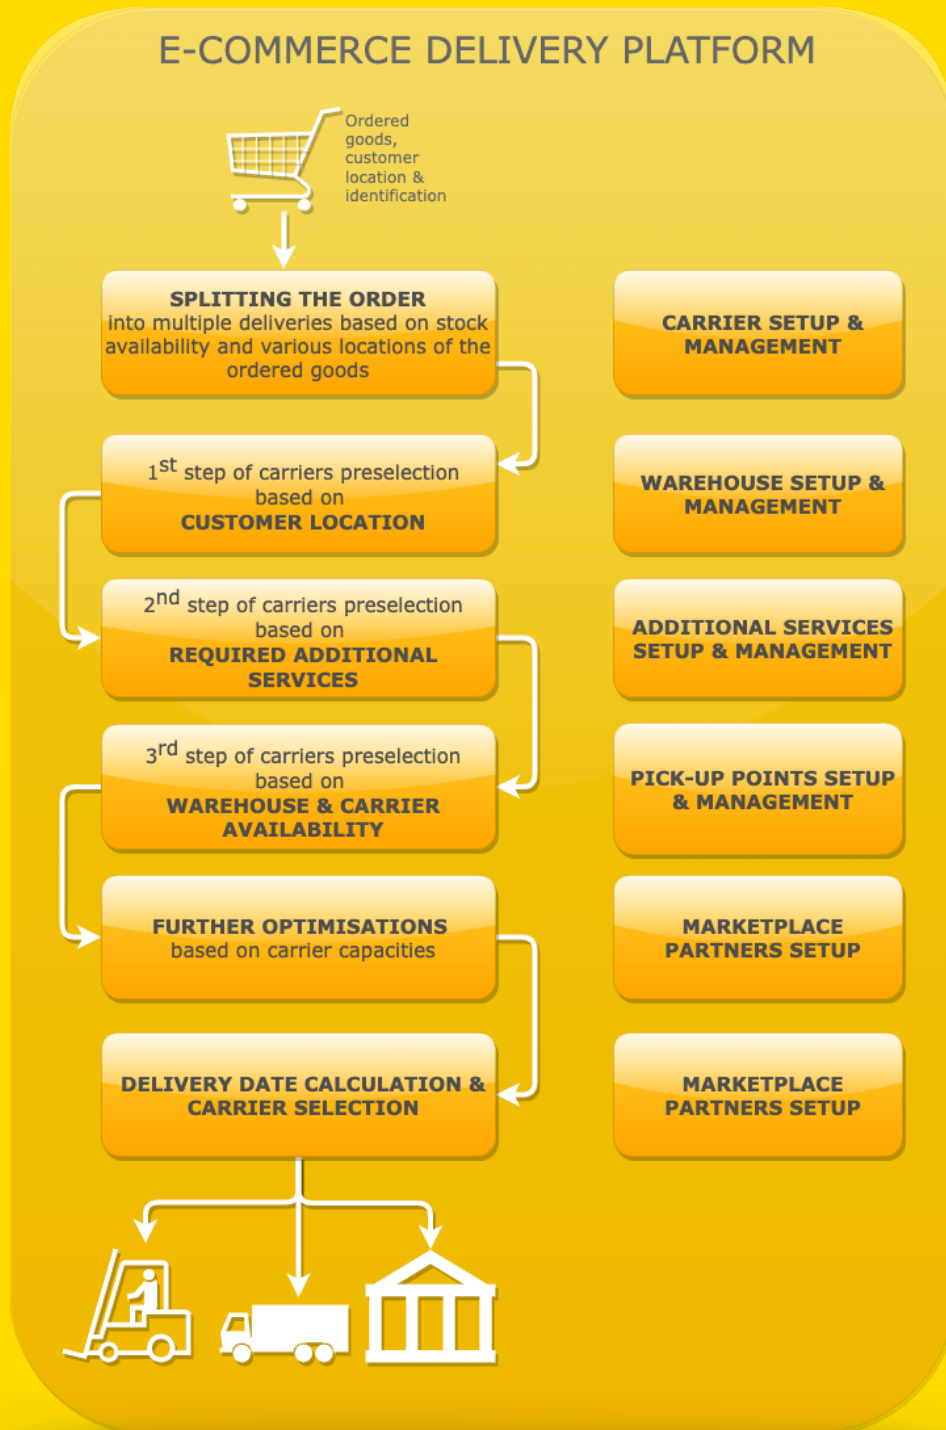 E-COMMERCE DELIVERY PLATFORM
Ordered
goods,
customer
location &
identification
SPLITTING THE ORDER
into multiple deliveries based on stock
availability and various locations of the
ordered goods
1st step of carriers preselection
based on
CUSTOMER LOCATION
2nd step of carriers preselection
based on
REQUIRED ADDITIONAL
SERVICES
3rd step of carriers preselection
based on
WAREHOUSE & CARRIER
AVAILABILITY
FURTHER OPTIMISATIONS
based on carrier capacities
DELIVERY DATE CALCULATION &
CARRIER SELECTION
CARRIER SETUP &
MANAGEMENT
WAREHOUSE SETUP &
MANAGEMENT
ADDITIONAL SERVICES
SETUP & MANAGEMENT
PICK-UP POINTS SETUP
& MANAGEMENT
MARKETPLACE
PARTNERS SETUP
MARKETPLACE
PARTNERS SETUP